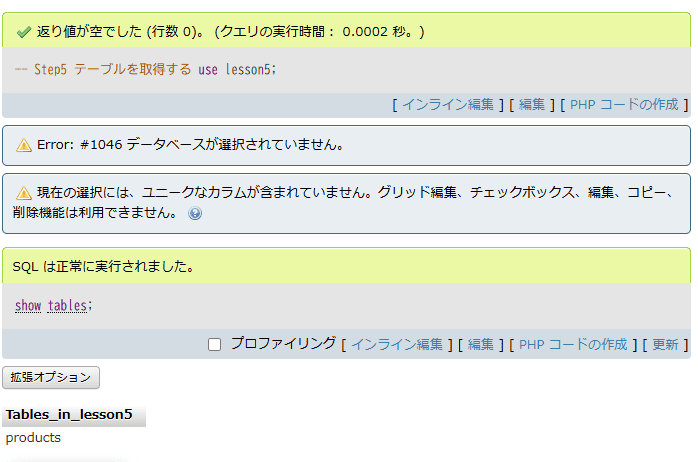 返り値が空でした (行数 0)。 (クエリの実行時間： 0.0002 秒。)
-- Step5 テーブルを取得する use lesson5;
[ インライン編集 ] [ 編集 ] [ PHP コードの作成 ]
Error: #1046 データベースが選択されていません。
現在の選択には、ユニークなカラムが含まれていません。グリッド編集、チェックボックス、編集、コピー、
削除機能は利用できません。
SQL は正常に実行されました。
show tables;
プロファイリング [ インライン編集 ] [ 編集 ] [ PHP コードの作成 ] [ 更新 ]
拡張オプション
Tables_in_lesson5
products